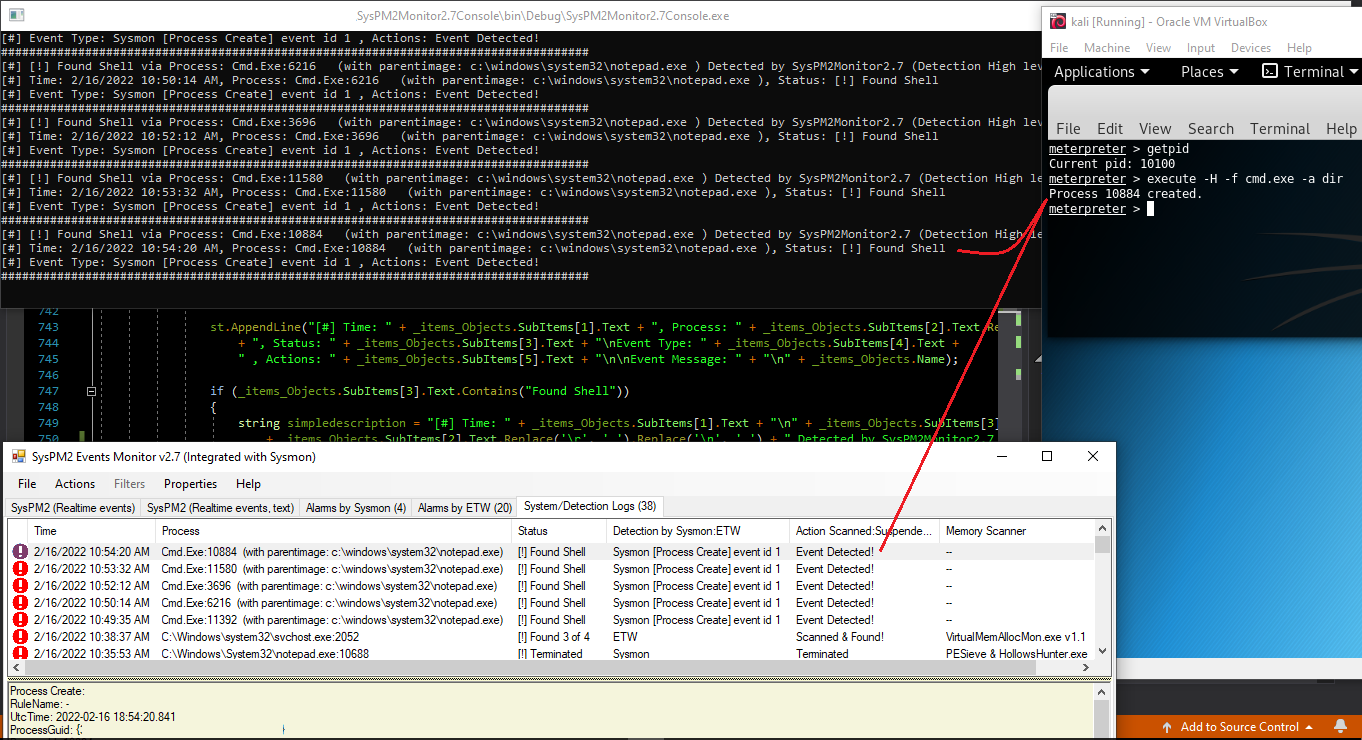 SysPM2Monitor2.7Console\bin\Debug\SysPM2Monitor2.7Console.exe
[#] Event Type: Sysmon [Process Create] event id 1 , Actions: Event Detected!
###########################################################################
[#] [!] Found Shell via Process: Cmd.Exe:6216   (with parentimage: c:\windows\system32\notepad.exe ) Detected by SysPM2Monitor2.7 (Detection High lev
[#] Time: 2/16/2022 10:50:14 AM, Process: Cmd.Exe:6216   (with parentimage: c:\windows\system32\notepad.exe ), Status: [!] Found Shell
[#] Event Type: Sysmon [Process Create] event id 1 , Actions: Event Detected!
###########################################################################
[#] [!] Found Shell via Process: Cmd.Exe:3696   (with parentimage: c:\windows\system32\notepad.exe ) Detected by SysPM2Monitor2.7 (Detection High lev
[#] Time: 2/16/2022 10:52:12 AM, Process: Cmd.Exe:3696   (with parentimage: c:\windows\system32\notepad.exe ), Status: [!] Found Shell
[#] Event Type: Sysmon [Process Create] event id 1 , Actions: Event Detected!
###########################################################################
[#] [!] Found Shell via Process: Cmd.Exe:11580   (with parentimage: c:\windows\system32\notepad.exe ) Detected by SysPM2Monitor2.7 (Detection High le
[#] Time: 2/16/2022 10:53:32 AM, Process: Cmd.Exe:11580   (with parentimage: c:\windows\system32\notepad.exe ), Status: [!] Found Shell
[#] Event Type: Sysmon [Process Create] event id 1 , Actions: Event Detected!
###########################################################################
[#] [!] Found Shell via Process: Cmd.Exe:10884   (with parentimage: c:\windows\system32\notepad.exe ) Detected by SysPM2Monitor2.7 (Detection High le
[#] Time: 2/16/2022 10:54:20 AM, Process: Cmd.Exe:10884   (with parentimage: c:\windows\system32\notepad.exe ), Status: [!] Found Shell
[#] Event Type: Sysmon [Process Create] event id 1 , Actions: Event Detected!
###########################################################################
kali [Running] - Oracle VM VirtualBox
File Machine View Input Devices Help
Applications Places Terminal
File Edit View Search Terminal Help
meterpreter > getpid
Current pid: 10100
meterpreter > execute -H -f cmd.exe -a dir
Process 10884 created.
meterpreter >
742
743 st.AppendLine("[#] Time: " + _items_Objects.SubItems[1].Text + ", Process: " + _items_Objects.SubItems[2].Text.Re
744 + ", Status: " + _items_Objects.SubItems[3].Text + "\nEvent Type: " + _items_Objects.SubItems[4].Text +
745 " , Actions: " + _items_Objects.SubItems[5].Text + "\n\nEvent Message: " + "\n" + _items_Objects.Name);
746
747 if (_items_Objects.SubItems[3].Text.Contains("Found Shell"))
748 {
749 string simpledescription = "[#] Time: " + _items_Objects.SubItems[1].Text + "\n" + _items_Objects.SubItems[3]
750 + _items_Objects.SubItems[2].Text.Replace('\r', ' ').Replace('\n', ' ') + " Detected by SysPM2Monitor2.7
SysPM2 Events Monitor v2.7 (Integrated with Sysmon)
File Actions Filters Properties Help
SysPM2 (Realtime events) SysPM2 (Realtime events, text) Alarms by Sysmon (4) Alarms by ETW (20) System/Detection Logs (38)
Time Process Status Detection by Sysmon:ETW Action Scanned:Suspende... Memory Scanner
2/16/2022 10:54:20 AM Cmd.Exe:10884 (with parentimage: c:\windows\system32\notepad.exe) [!] Found Shell Sysmon [Process Create] event id 1 Event Detected! --
2/16/2022 10:53:32 AM Cmd.Exe:11580 (with parentimage: c:\windows\system32\notepad.exe) [!] Found Shell Sysmon [Process Create] event id 1 Event Detected! --
2/16/2022 10:52:12 AM Cmd.Exe:3696 (with parentimage: c:\windows\system32\notepad.exe) [!] Found Shell Sysmon [Process Create] event id 1 Event Detected! --
2/16/2022 10:50:14 AM Cmd.Exe:6216 (with parentimage: c:\windows\system32\notepad.exe) [!] Found Shell Sysmon [Process Create] event id 1 Event Detected! --
2/16/2022 10:49:35 AM Cmd.Exe:11392 (with parentimage: c:\windows\system32\notepad.exe) [!] Found Shell Sysmon [Process Create] event id 1 Event Detected! --
2/16/2022 10:38:37 AM C:\Windows\system32\svchost.exe:2052 [!] Found 3 of 4 ETW Scanned & Found! VirtualMemAllocMon.exe v1.1
2/16/2022 10:35:53 AM C:\Windows\System32\notepad.exe:10688 [!] Terminated Sysmon Terminated PESieve & HollowsHunter.exe
Process Create:
RuleName: -
UtcTime: 2022-02-16 18:54:20.841
ProcessGuid: {
Add to Source Control